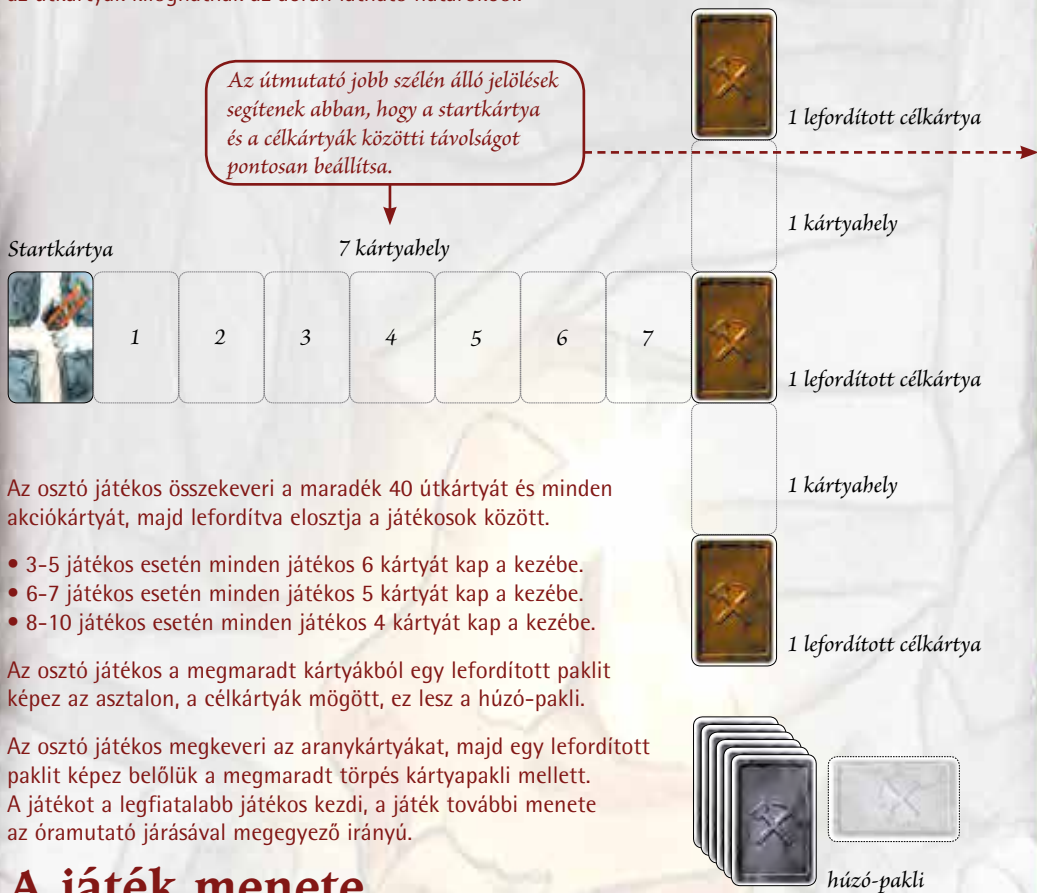 az útkártyák kilóghatnak az ábrán látható határokból.
Az útmutató jobb szélén álló jelölések
segítenek abban, hogy a startkártya
és a célkártyák közötti távolságot
pontosan beállítsa.
1 lefordított célkártya
1 kártyahely
Startkártya
7 kártyahely
1 2 3 4 5 6 7
1 lefordított célkártya
1 kártyahely
1 lefordított célkártya
Az osztó játékos összekeveri a maradék 40 útkártyát és minden
akciókártyát, majd lefordítva elosztja a játékosok között.
• 3-5 játékos esetén minden játékos 6 kártyát kap a kezébe.
• 6-7 játékos esetén minden játékos 5 kártyát kap a kezébe.
• 8-10 játékos esetén minden játékos 4 kártyát kap a kezébe.
Az osztó játékos a megmaradt kártyákból egy lefordított paklit
képez az asztalon, a célkártyák mögött, ez lesz a húzó-pakli.
Az osztó játékos megkeveri az aranykártyákat, majd egy lefordított
paklit képez belőlük a megmaradt törpés kártyapakli mellett.
A játékot a legfiatalabb játékos kezdi, a játék további menete
az óramutató járásával megegyező irányú.
húzó-pakli
A játék menete